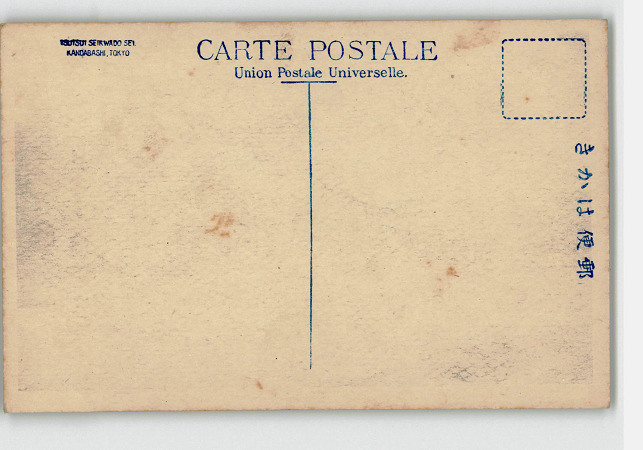 TSUTSUI SEIKWADO SEI.
KANDABASHI, TOKYO
CARTE POSTALE
Union Postale Universelle.
きかは便郵